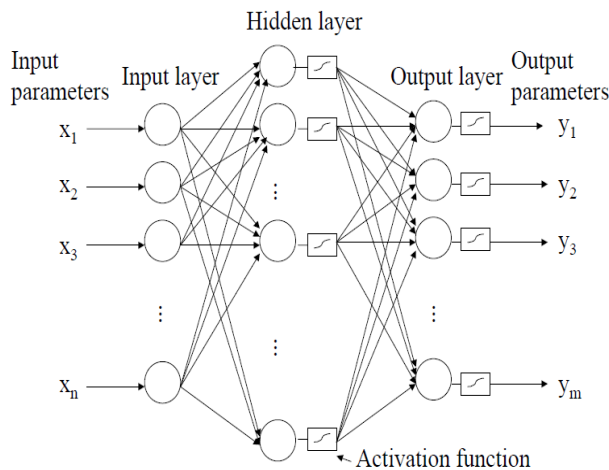 Hidden layer
Input
parameters
Input layer
Output layer
Output
parameters
x1
y1
x2
y2
x3
y3
⋮
⋮
⋮
⋮
⋮
⋮
xn
ym
Activation function